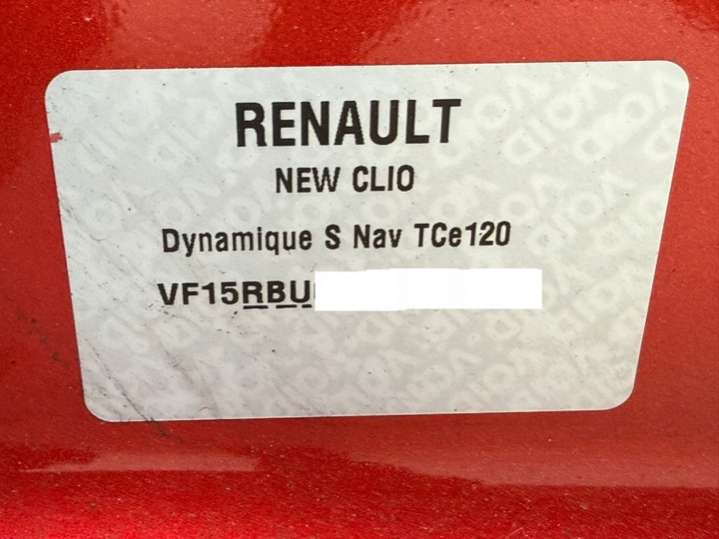 RENAULT
NEW CLIO
Dynamique S Nav TCe120
VF15RBU